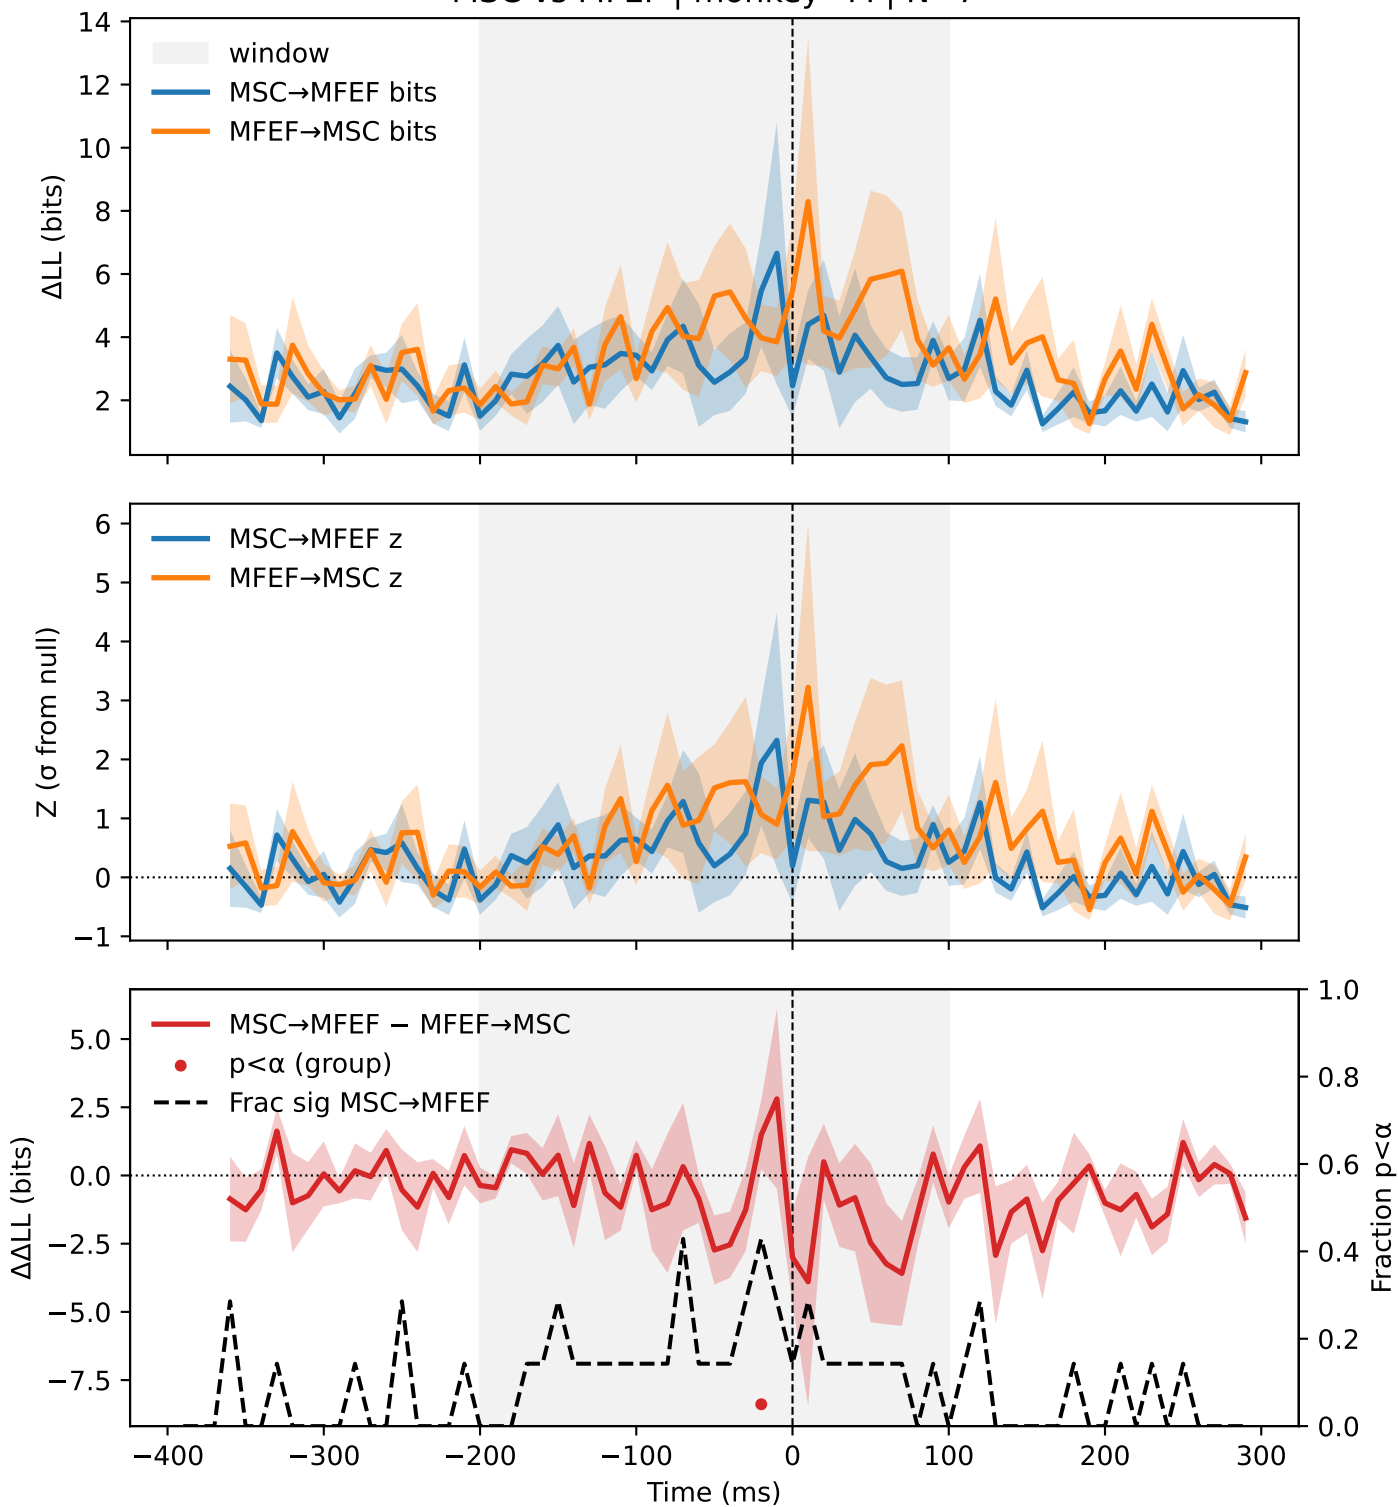 14
12
10
8
6
4
2
ΔLL (bits)
window
MSC→MFEF bits
MFEF→MSC bits
6
5
4
3
2
1
0
−1
Z (σ from null)
MSC→MFEF z
MFEF→MSC z
5.0
2.5
0.0
−2.5
−5.0
−7.5
ΔΔLL (bits)
MSC→MFEF − MFEF→MSC
p<α (group)
Frac sig MSC→MFEF
1.0
0.8
0.6
0.4
0.2
0.0
Fraction p<α
−400
−300
−200
−100
0
100
200
300
Time (ms)